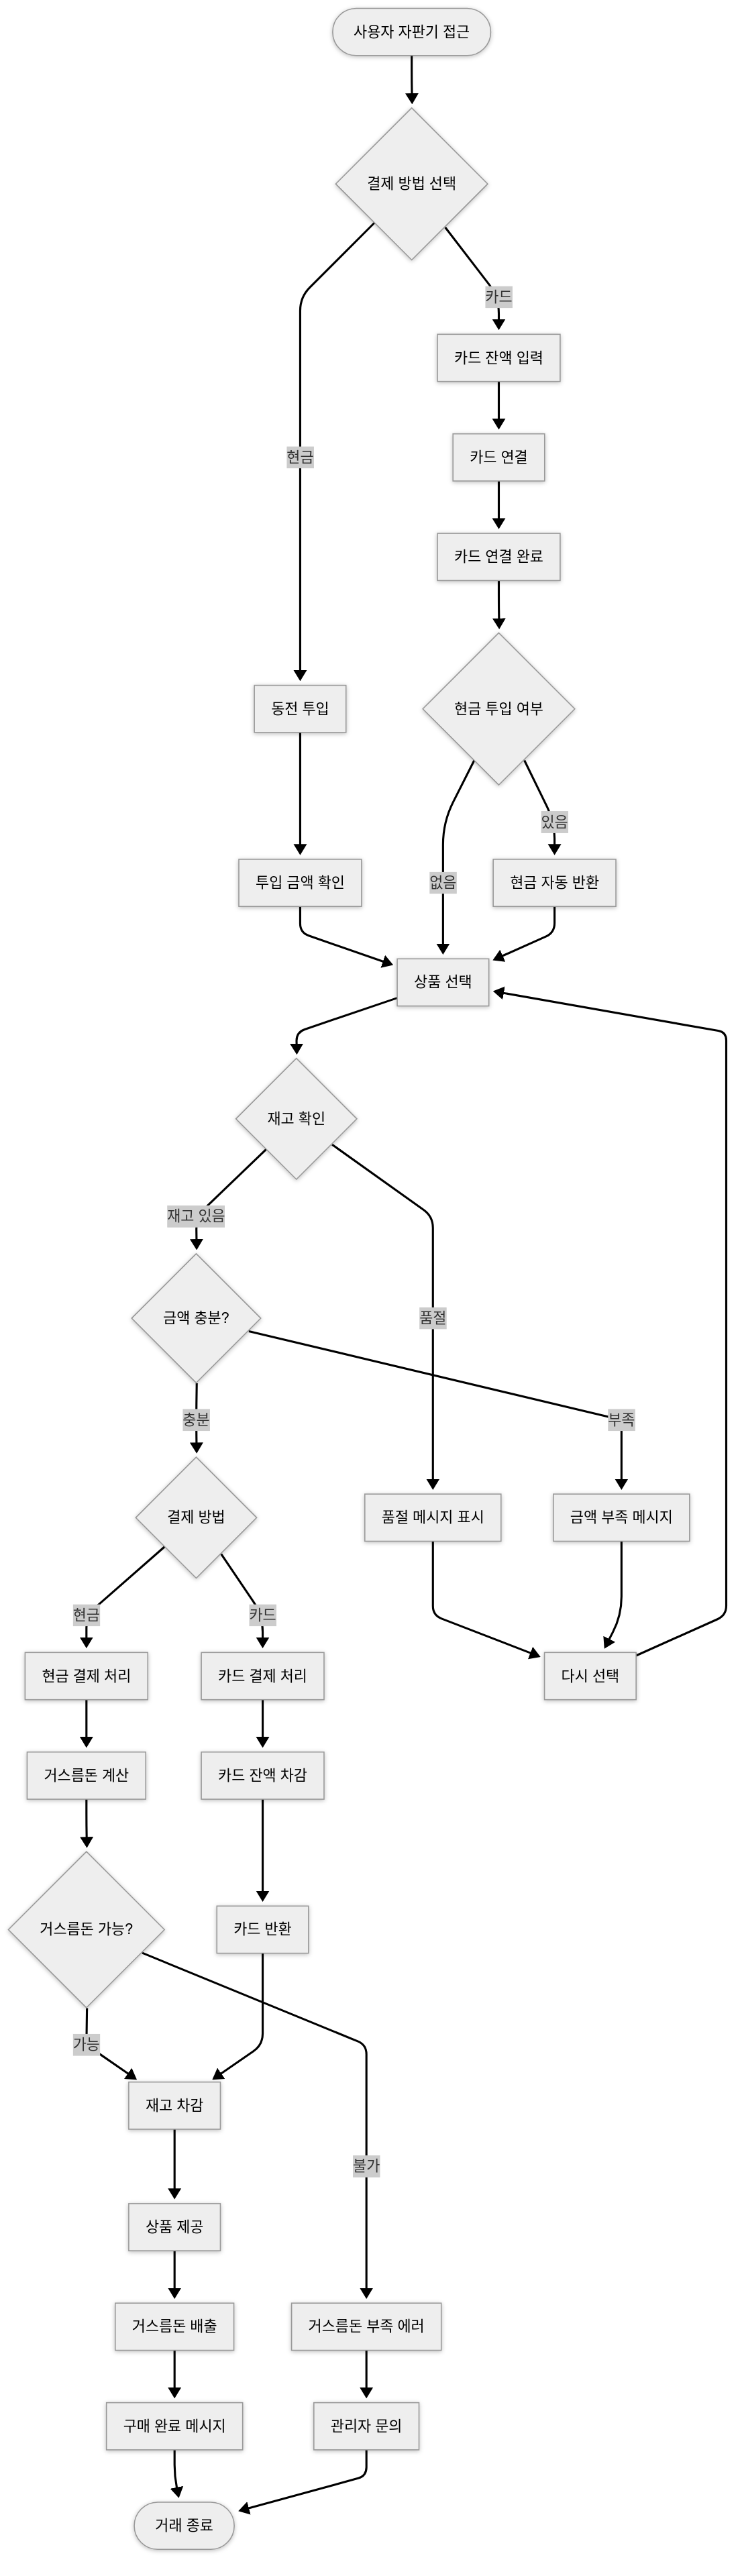 사용자 자판기 접근
결제 방법 선택
카드
카드 잔액 입력
현금
카드 연결
카드 연결 완료
동전 투입
현금 투입 여부
있음
투입 금액 확인
없음
현금 자동 반환
상품 선택
재고 확인
재고 있음
금액 충분?
품절
충분
부족
결제 방법
품절 메시지 표시
금액 부족 메시지
현금
카드
현금 결제 처리
카드 결제 처리
다시 선택
거스름돈 계산
카드 잔액 차감
거스름돈 가능?
카드 반환
가능
재고 차감
불가
상품 제공
거스름돈 배출
거스름돈 부족 에러
구매 완료 메시지
관리자 문의
거래 종료